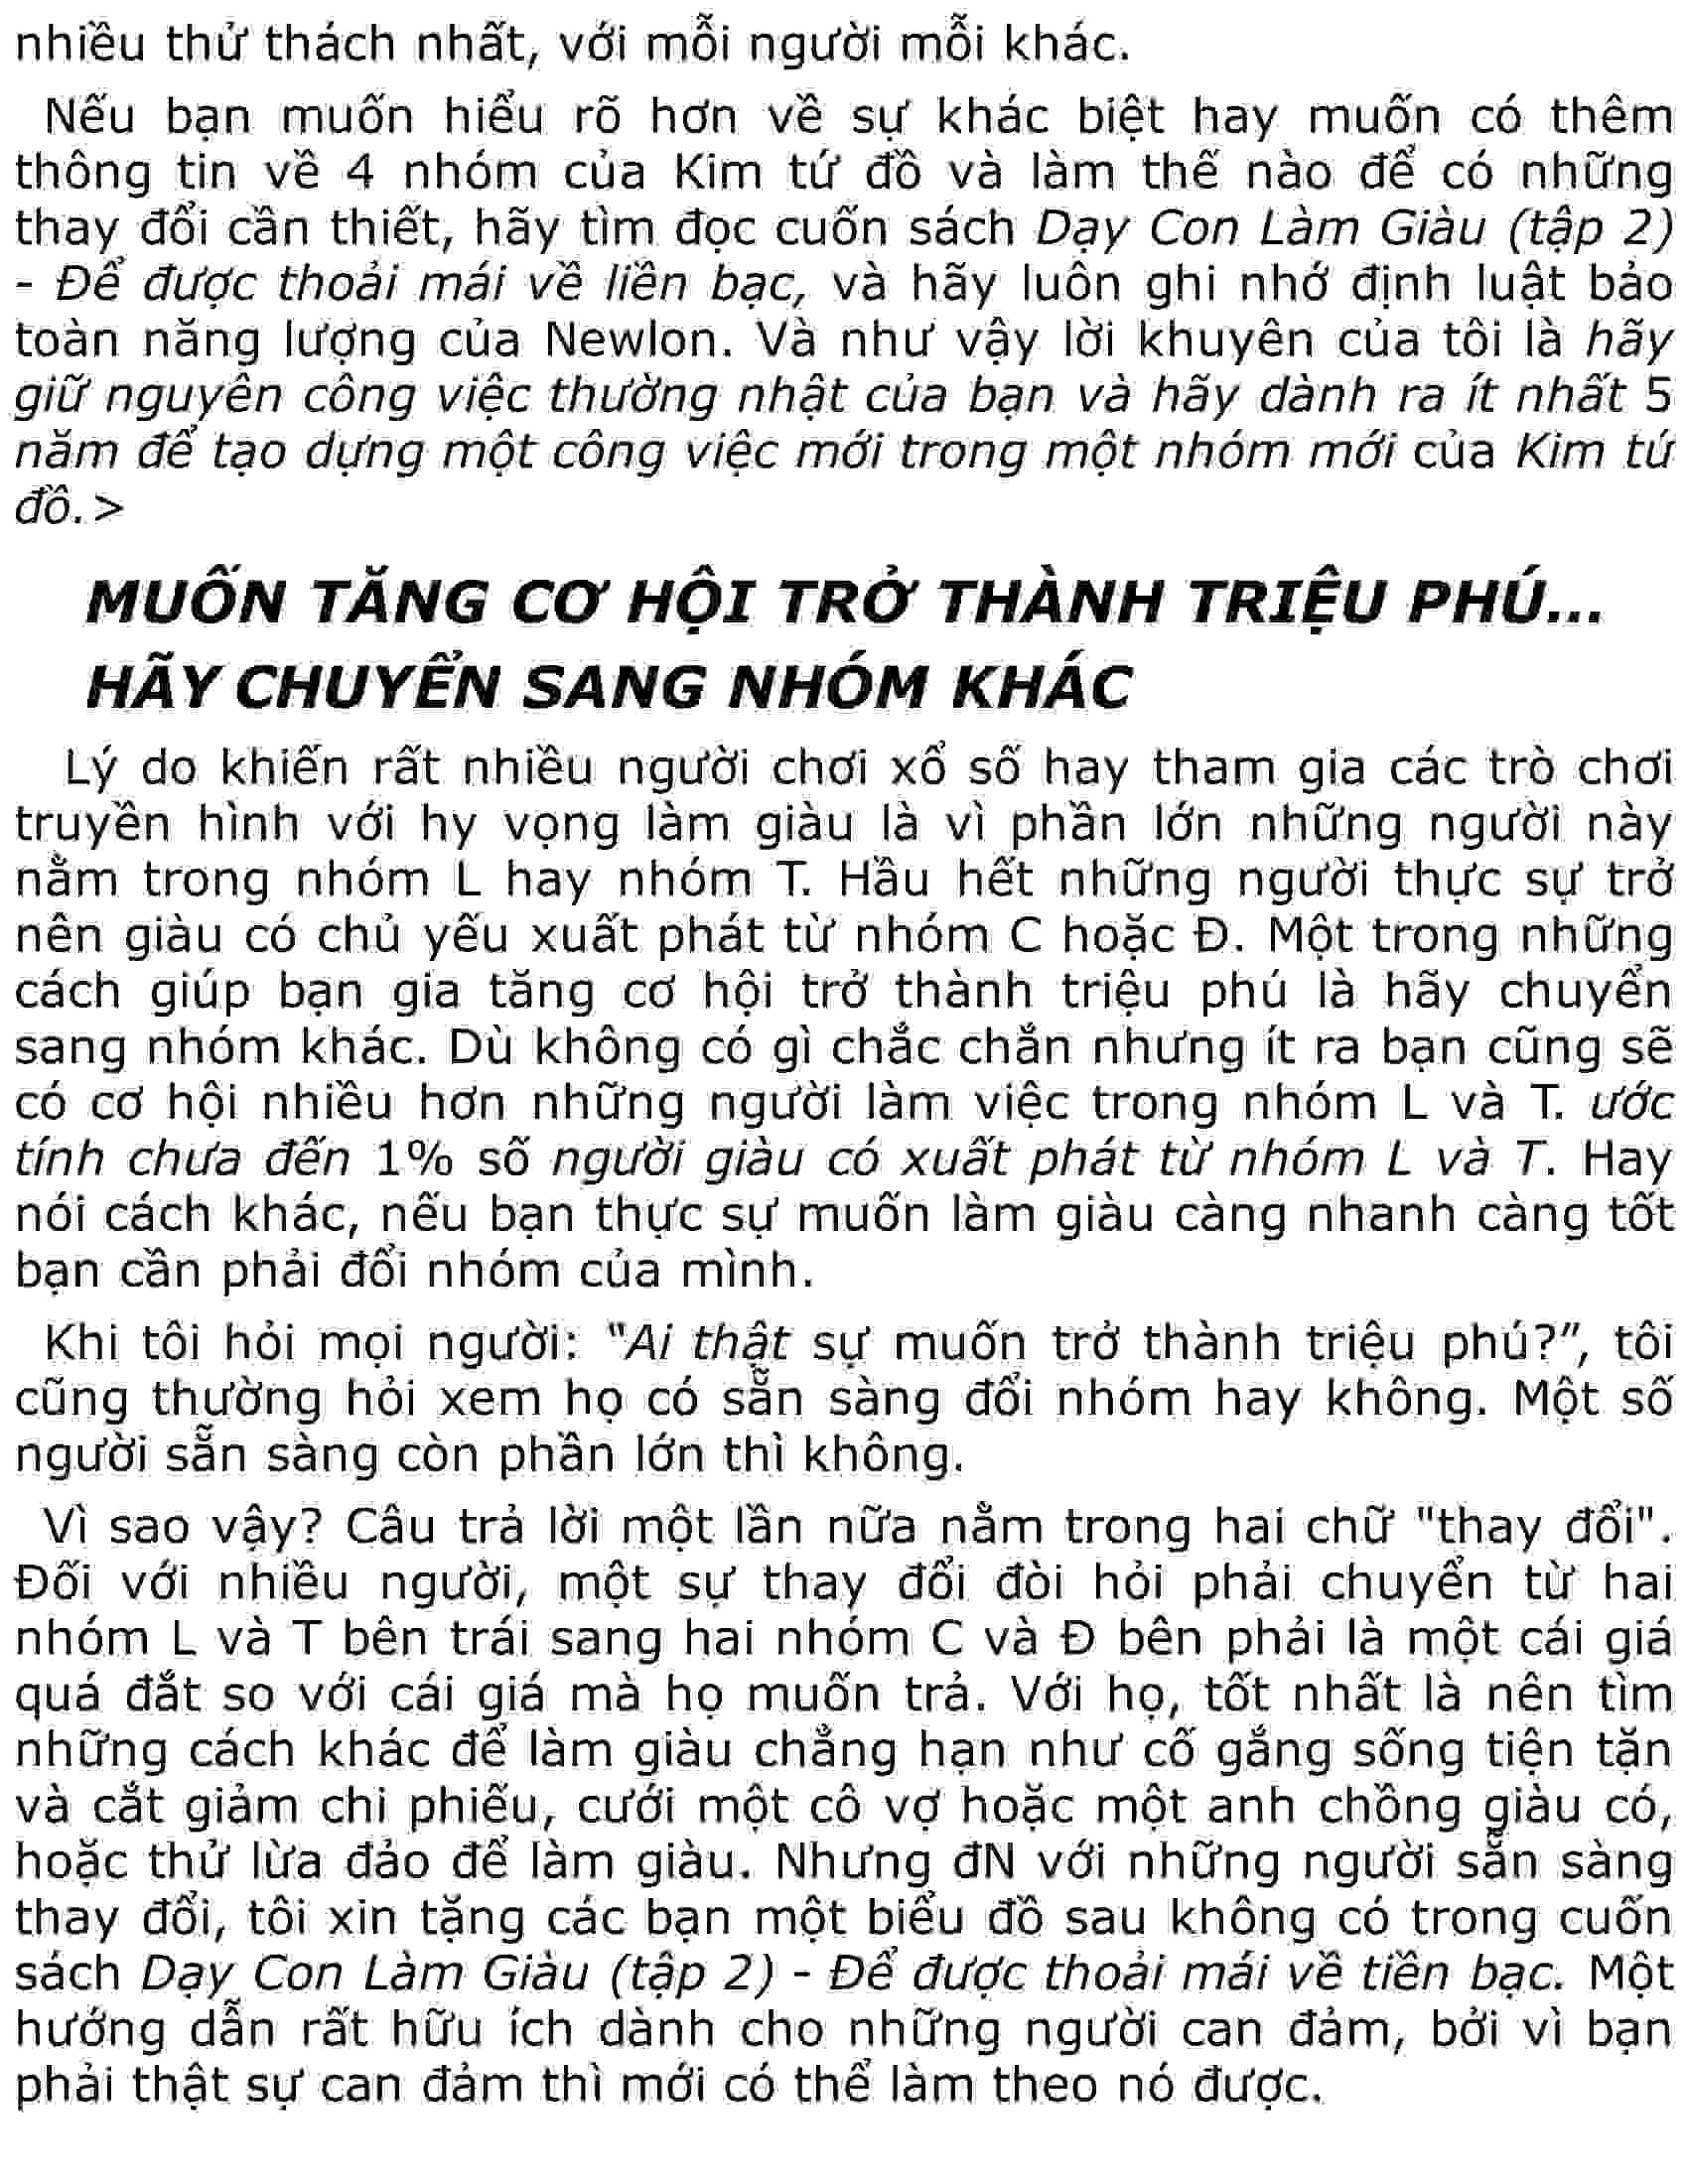 nhiều thử thách nhất, với mỗi người mỗi khác.
Nếu bạn muốn hiểu rõ hơn về sự khác biệt hay muốn có thêm
thông tin về 4 nhóm của Kim tứ đồ và làm thế nào để có những
thay đổi cần thiết, hãy tìm đọc cuốn sách Dạy Con Làm Giàu (tập 2)
- Để được thoải mái về liền bạc, và hãy luôn ghi nhớ định luật bảo
toàn năng lượng của Newlon. Và như vậy lời khuyên của tôi là hãy
giữ nguyên công việc thường nhật của bạn và hãy dành ra ít nhất 5
năm để tạo dựng một công việc mới trong một nhóm mới của Kim tứ
đồ.>
MUỐN TĂNG CƠ HỘI TRỞ THÀNH TRIỆU PHÚ...
HÃY CHUYỂN SANG NHÓM KHÁC
Lý do khiến rất nhiều người chơi xổ số hay tham gia các trò chơi
truyền hình với hy vọng làm giàu là vì phần lớn những người này
nằm trong nhóm L hay nhóm T. Hầu hết những người thực sự trở
nên giàu có chủ yếu xuất phát từ nhóm C hoặc Đ. Một trong những
cách giúp bạn gia tăng cơ hội trở thành triệu phú là hãy chuyển
sang nhóm khác. Dù không có gì chắc chắn nhưng ít ra bạn cũng sẽ
có cơ hội nhiều hơn những người làm việc trong nhóm L và T. ước
tính chưa đến 1% số người giàu có xuất phát từ nhóm L và T. Hay
nói cách khác, nếu bạn thực sự muốn làm giàu càng nhanh càng tốt
bạn cần phải đổi nhóm của mình.
Khi tôi hỏi mọi người: "Ai thật sự muốn trở thành triệu phú?", tôi
cũng thường hỏi xem họ có sẵn sàng đổi nhóm hay không. Một số
người sẵn sàng còn phần lớn thì không.
Vì sao vậy? Câu trả lời một lần nữa nằm trong hai chữ "thay đổi".
Đối với nhiều người, một sự thay đổi đòi hỏi phải chuyển từ hai
nhóm L và T bên trái sang hai nhóm C và Đ bên phải là một cái giá
quá đắt so với cái giá mà họ muốn trả. Với họ, tốt nhất là nên tìm
những cách khác để làm giàu chẳng hạn như cố gắng sống tiện tặn
và cắt giảm chi phiếu, cưới một cô vợ hoặc một anh chồng giàu có,
hoặc thử lừa đảo để làm giàu. Nhưng đN với những người sẵn sàng
thay đổi, tôi xin tặng các bạn một biểu đồ sau không có trong cuốn
sách Dạy Con Làm Giàu (tập 2) - Để được thoải mái về tiền bạc. Một
hướng dẫn rất hữu ích dành cho những người can đảm, bởi vì bạn
phải thật sự can đảm thì mới có thể làm theo nó được.